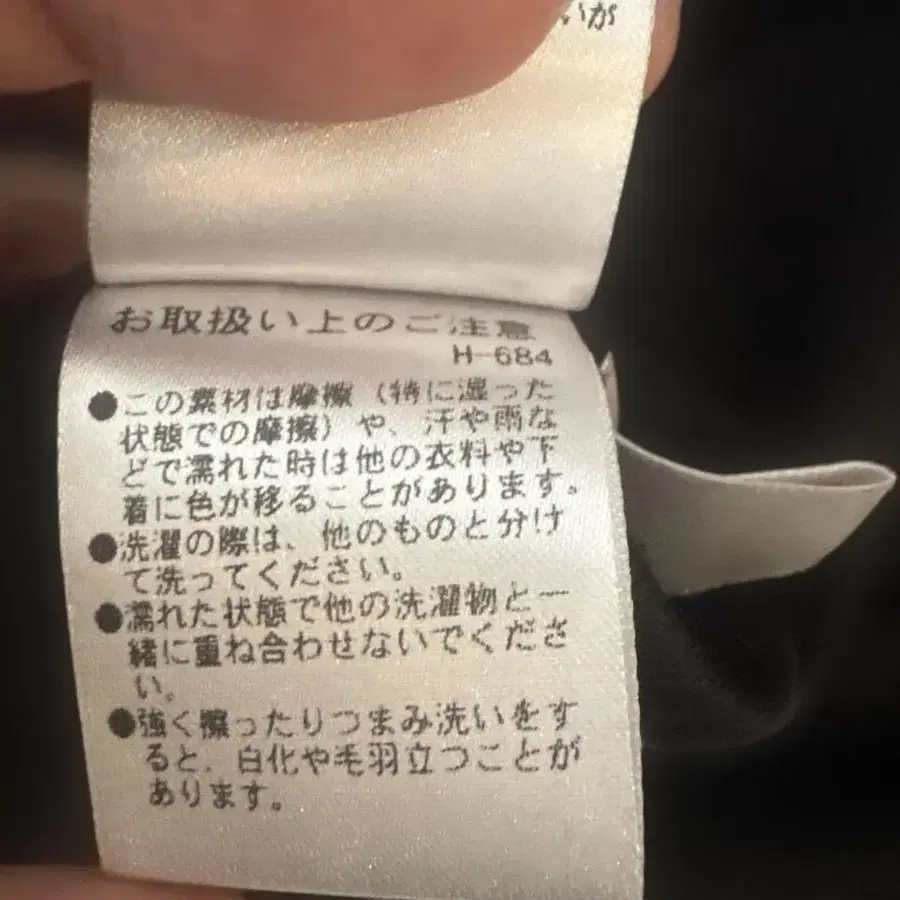 いが
お取扱い上のご注意
H-684
●この素材は摩擦（特に湿った
状態での摩擦）や、汗や雨な
どで濡れた時は他の衣料や下
着に色が移ることがあります。
●洗濯の際は、他のものと分け
て洗ってください。
●濡れた状態で他の洗濯物と一
緒に重ね合わせないでくださ
い。
●強く擦ったりつまみ洗いをす
ると、白化や毛羽立つことが
あります。